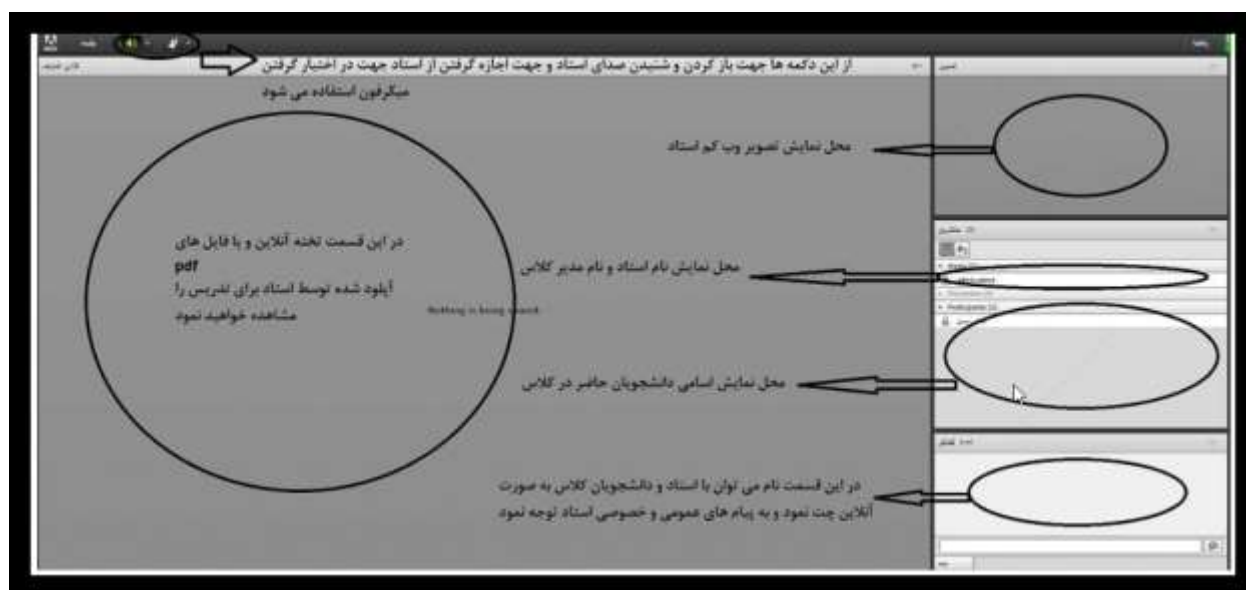 از این دکمه ها جهت باز کردن و شنیدن صدای استاد و جهت اجازه گرفتن از استاد جهت در اختیار گرفتن
میکرفون استفاده می شود
محل نمایش تصویر وب کم استاد
در این قسمت تخته آنلاین و یا فایل های
pdf
آپلود شده توسط استاد برای تدریس را
مشاهده خواهید نمود
محل نمایش نام استاد و نام مدیر کلاس
Nothing is being
محل نمایش اسامی دانشجویان حاضر در کلاس
در این قسمت نام می توان با استاد و دانشجویان کلاس به صورت
آنلاین چت نمود و به پیام های عمومی و خصوصی استاد توجه نمود